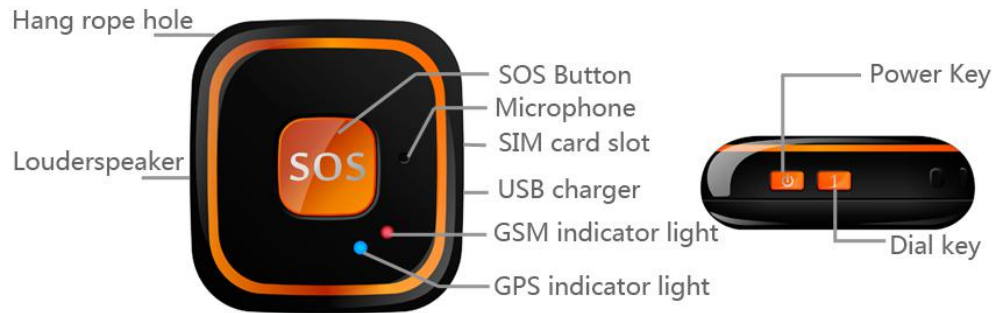 Hang rope hole
SOS Button
Power Key
Microphone
SIM card slot
Louderspeaker
SOS
USB charger
1
GSM indicator light
Dial key
GPS indicator light